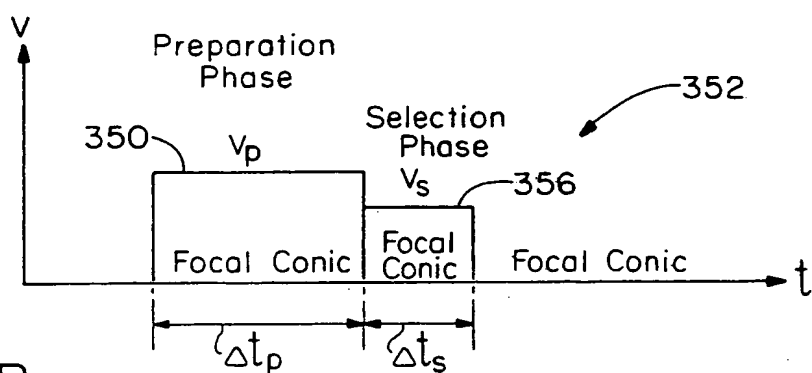 V
Preparation
Phase
352
Selection
Phase
350
Vp
Vs
356
Focal Conic
Focal
Conic
Focal Conic
t
Δtp
Δts